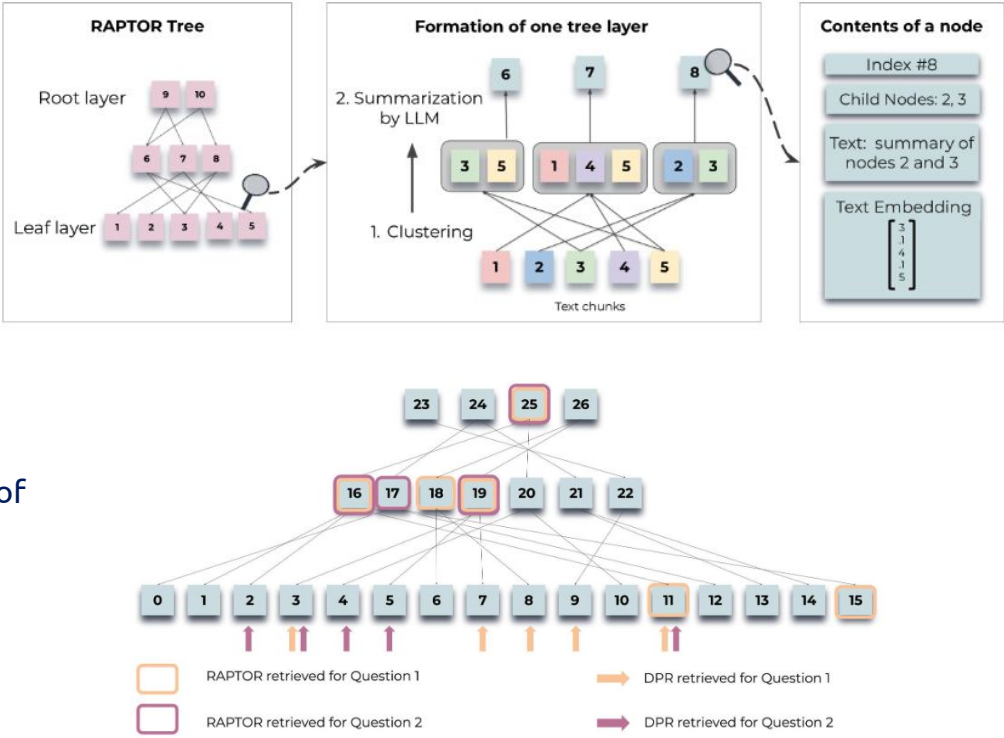 RAPTOR Tree
Root layer
9 10
6 7 8
Leaf layer
1 2 3 4 5
Formation of one tree layer
6 7 8
2. Summarization
by LLM
3 5 1 4 5 2 3
1. Clustering
1 2 3 4 5
Text chunks
Contents of a node
Index #8
Child Nodes: 2, 3
Text: summary of
nodes 2 and 3
Text Embedding
3
.1
4
.1
5
23 24 25 26
of
16 17 18 19 20 21 22
0 1 2 3 4 5 6 7 8 9 10 11 12 13 14 15
RAPTOR retrieved for Question 1
DPR retrieved for Question 1
RAPTOR retrieved for Question 2
DPR retrieved for Question 2